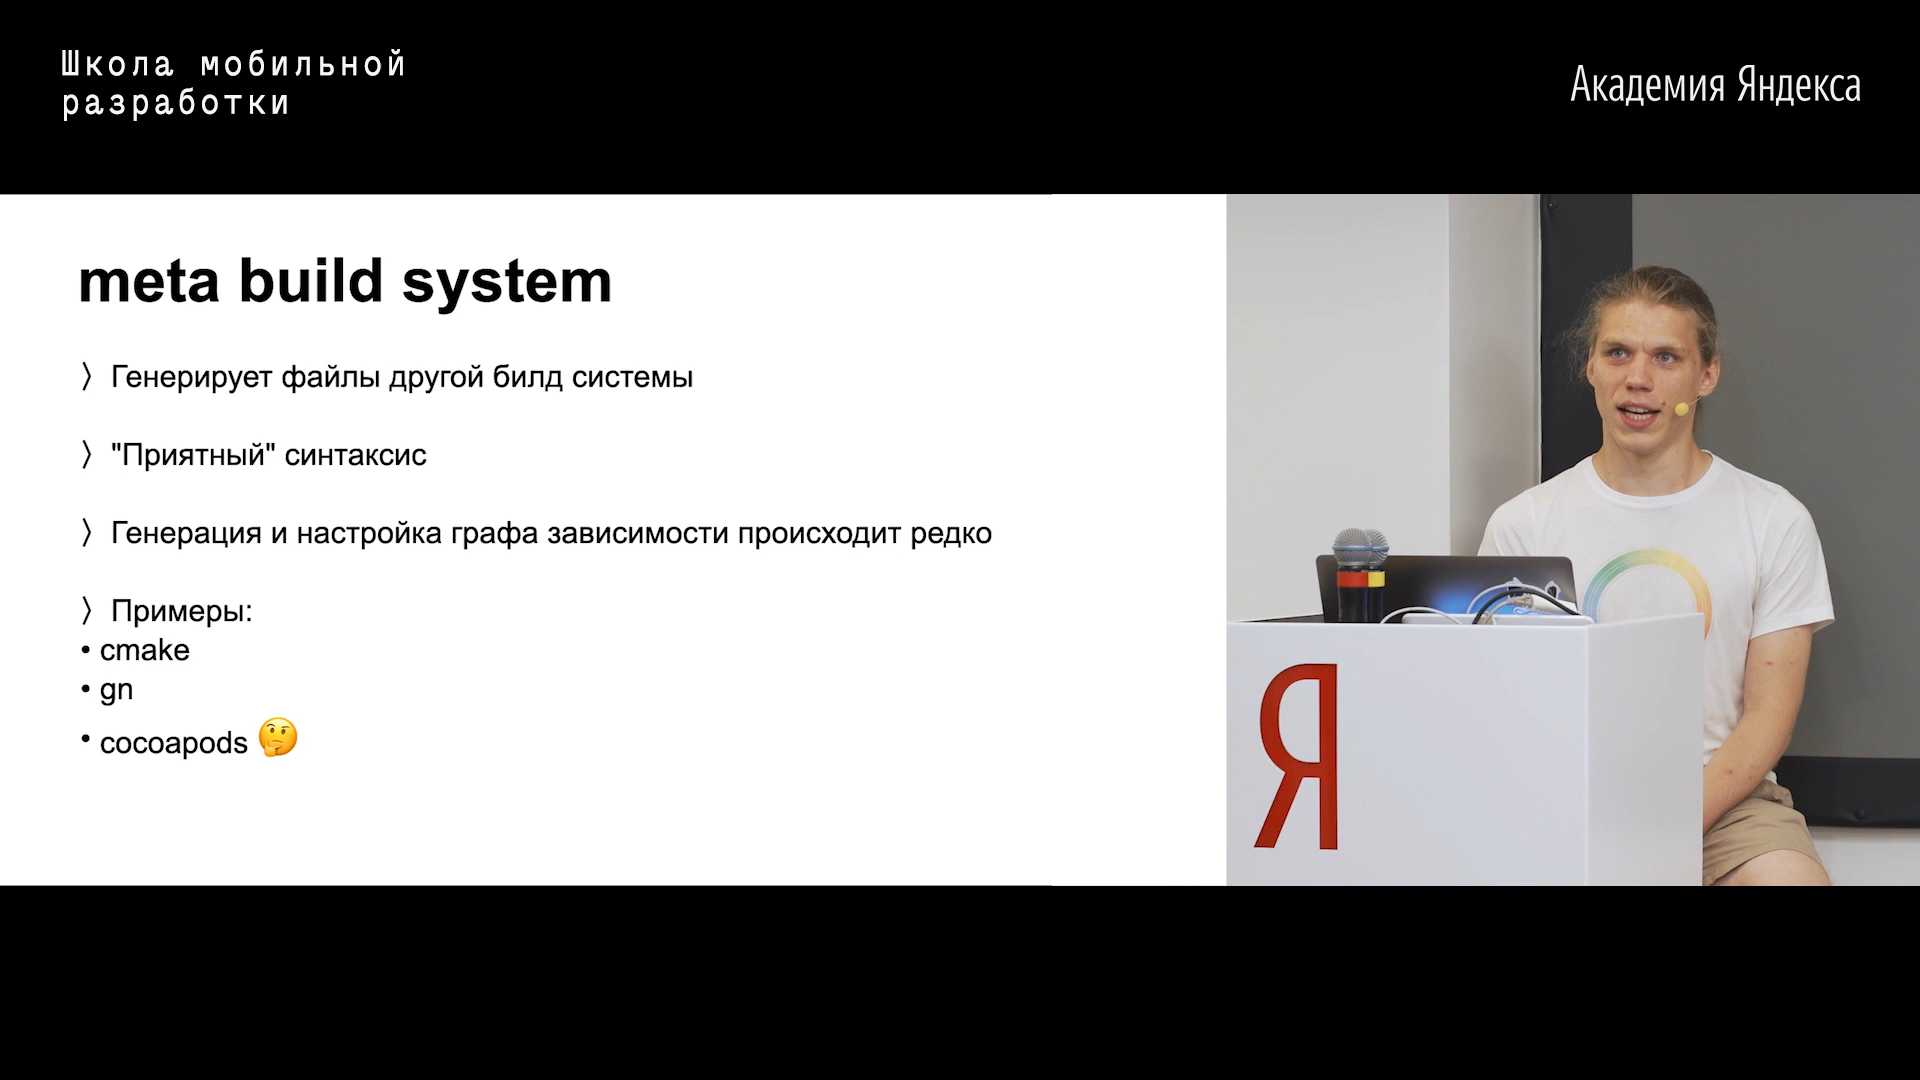 Школа мобильной
разработки
Академия Яндекса
meta build system
〉Генерирует файлы другой билд системы
〉"Приятный" синтаксис
〉Генерация и настройка графа зависимости происходит редко
〉Примеры:
• cmake
• gn
• cocoapods 🤔
Я